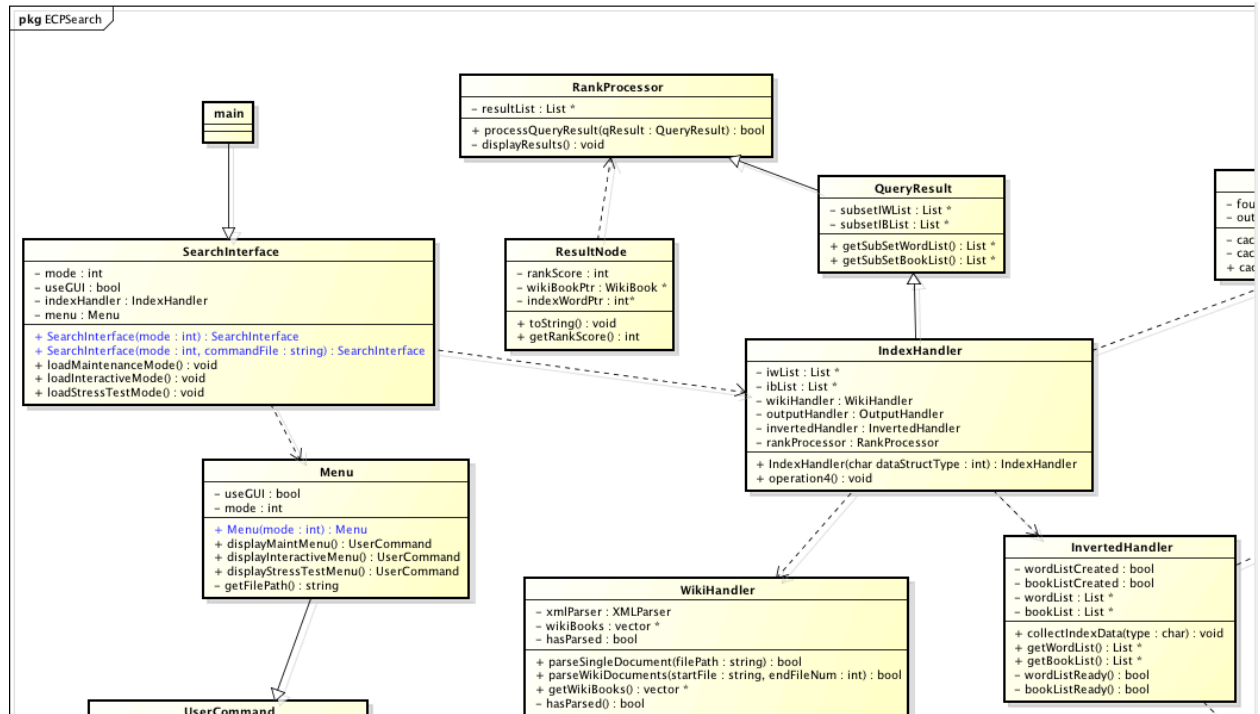 pkg ECPSearch
main
RankProcessor
- resultList : List *
+ processQueryResult(qResult : QueryResult) : bool
- displayResults() : void
QueryResult
- subsetIWList : List *
- subsetIBList : List *
+ getSubSetWordList() : List *
+ getSubSetBookList() : List *
- fou
- out
- cac
- cac
+ cac
SearchInterface
- mode : int
- useGUI : bool
- indexHandler : IndexHandler
- menu : Menu
+ SearchInterface(mode : int) : SearchInterface
+ SearchInterface(mode : int, commandFile : string) : SearchInterface
+ loadMaintenanceMode() : void
+ loadInteractiveMode() : void
+ loadStressTestMode() : void
ResultNode
- rankScore : int
- wikiBookPtr : WikiBook *
- indexWordPtr : int*
+ toString() : void
+ getRankScore() : int
IndexHandler
- iwList : List *
- ibList : List *
- wikiHandler : WikiHandler
- outputHandler : OutputHandler
- invertedHandler : InvertedHandler
- rankProcessor : RankProcessor
+ IndexHandler(char dataStructType : int) : IndexHandler
+ operation4() : void
Menu
- useGUI : bool
- mode : int
+ Menu(mode : int) : Menu
+ displayMaintMenu() : UserCommand
+ displayInteractiveMenu() : UserCommand
+ displayStressTestMenu() : UserCommand
- getFilePath() : string
InvertedHandler
- wordListCreated : bool
- bookListCreated : bool
- wordList : List *
- bookList : List *
+ collectIndexData(type : char) : void
+ getWordList() : List *
+ getBookList() : List *
- wordListReady() : bool
- bookListReady() : bool
WikiHandler
- xmlParser : XMLParser
- wikiBooks : vector *
- hasParsed : bool
+ parseSingleDocument(filePath : string) : bool
+ parseWikiDocuments(startFile : string, endFileNum : int) : bool
+ getWikiBooks() : vector *
- hasParsed() : bool
UserCommand